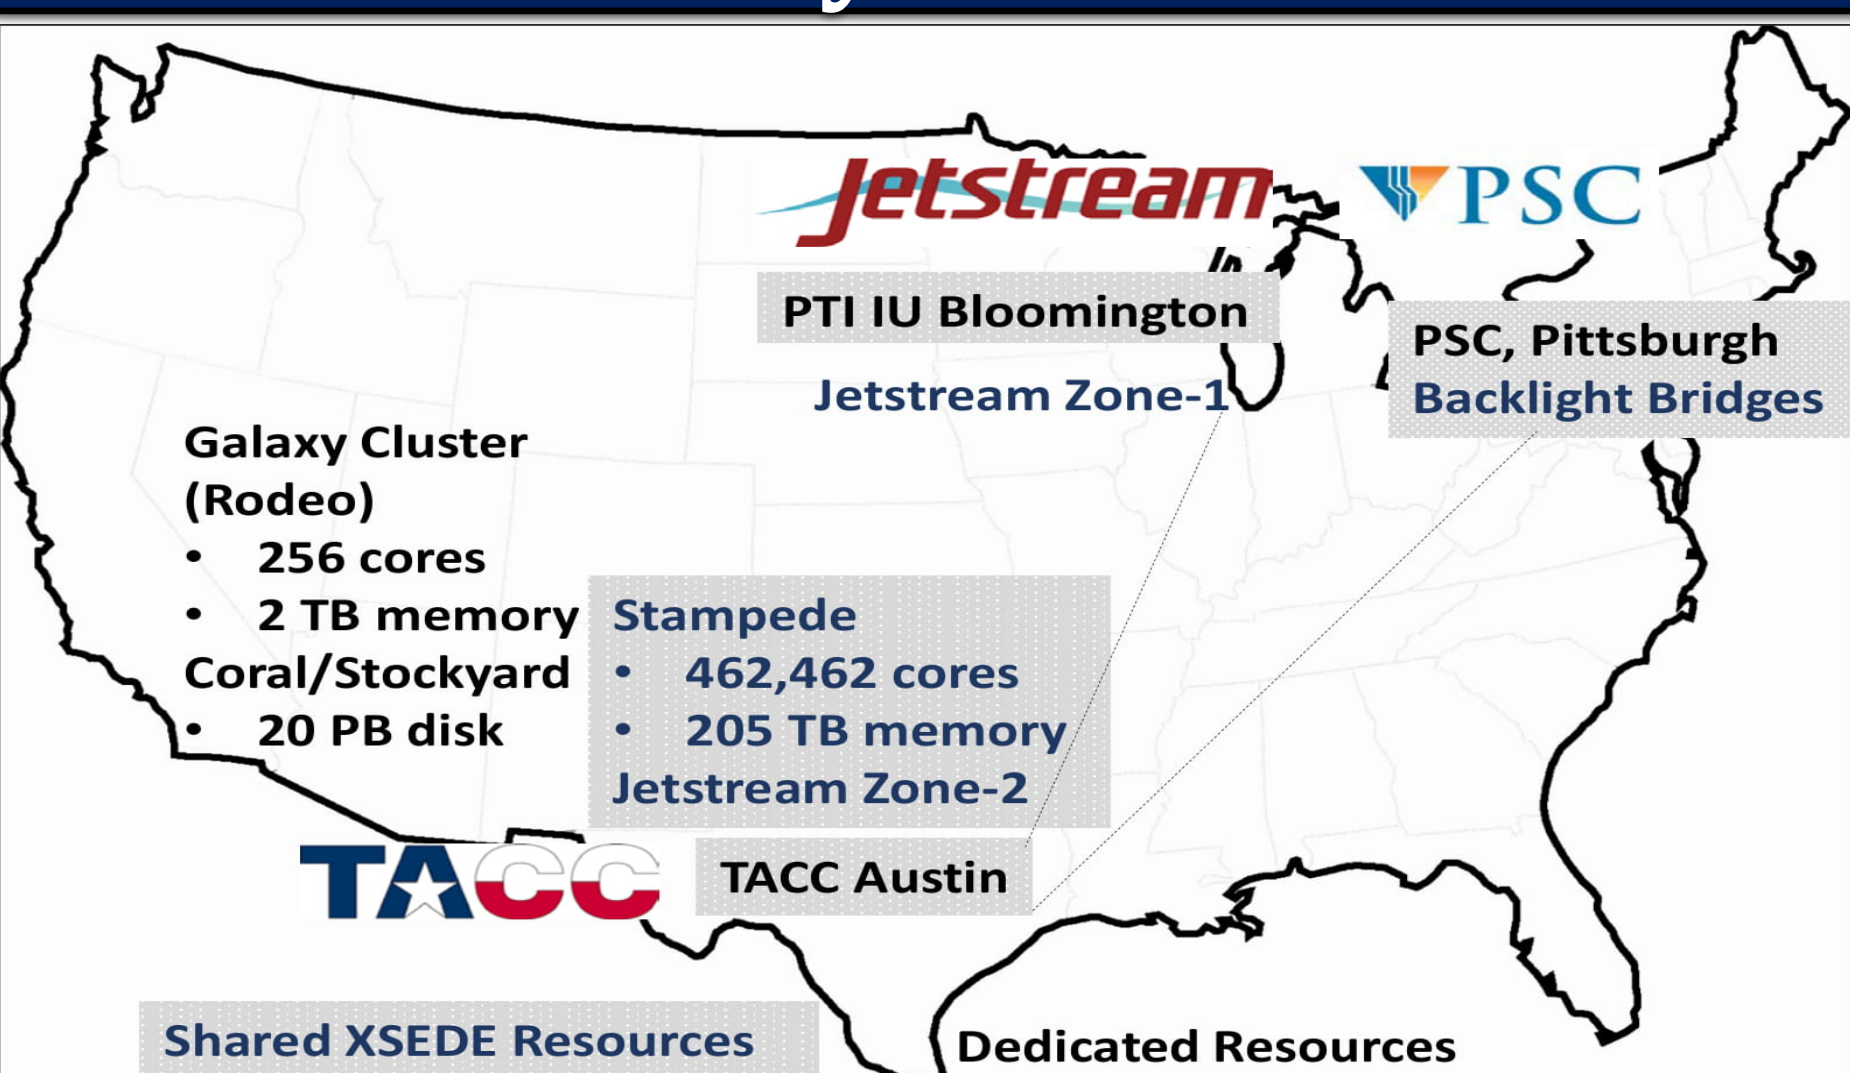 Jetstream
PSC
PTI IU Bloomington
Jetstream Zone-1
PSC, Pittsburgh
Backlight Bridges
Galaxy Cluster
(Rodeo)
• 256 cores
• 2 TB memory
Coral/Stockyard
• 20 PB disk
Stampede
• 462,462 cores
• 205 TB memory
Jetstream Zone-2
TACC
TACC Austin
Shared XSEDE Resources
Dedicated Resources